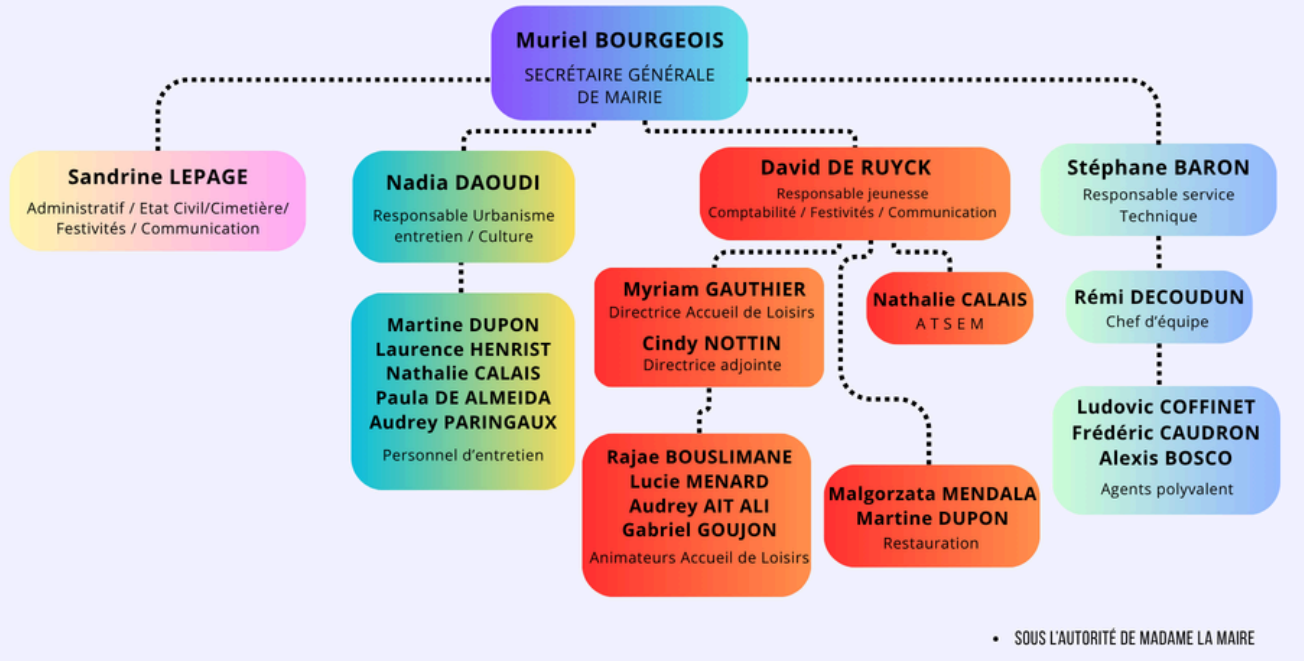 Muriel BOURGEOIS
SECRÉTAIRE GÉNÉRALE
DE MAIRIE
Sandrine LEPAGE
Administratif / Etat Civil/Cimetière/
Festivités / Communication
Nadia DAOUDI
Responsable Urbanisme
entretien / Culture
Martine DUPON
Laurence HENRIST
Nathalie CALAIS
Paula DE ALMEIDA
Audrey PARINGAUX
Personnel d'entretien
David DE RUYCK
Responsable jeunesse
Comptabilité / Festivités / Communication
Myriam GAUTHIER
Directrice Accueil de Loisirs
Cindy NOTTIN
Directrice adjointe
Rajae BOUSLIMANE
Lucie MENARD
Audrey AIT ALI
Gabriel GOUJON
Animateurs Accueil de Loisirs
Nathalie CALAIS
A T S E M
Malgorzata MENDALA
Martine DUPON
Restauration
Stéphane BARON
Responsable service
Technique
Rémi DECOUDUN
Chef d'équipe
Ludovic COFFINET
Frédéric CAUDRON
Alexis BOSCO
Agents polyvalent
• SOUS L'AUTORITÉ DE MADAME LA MAIRE